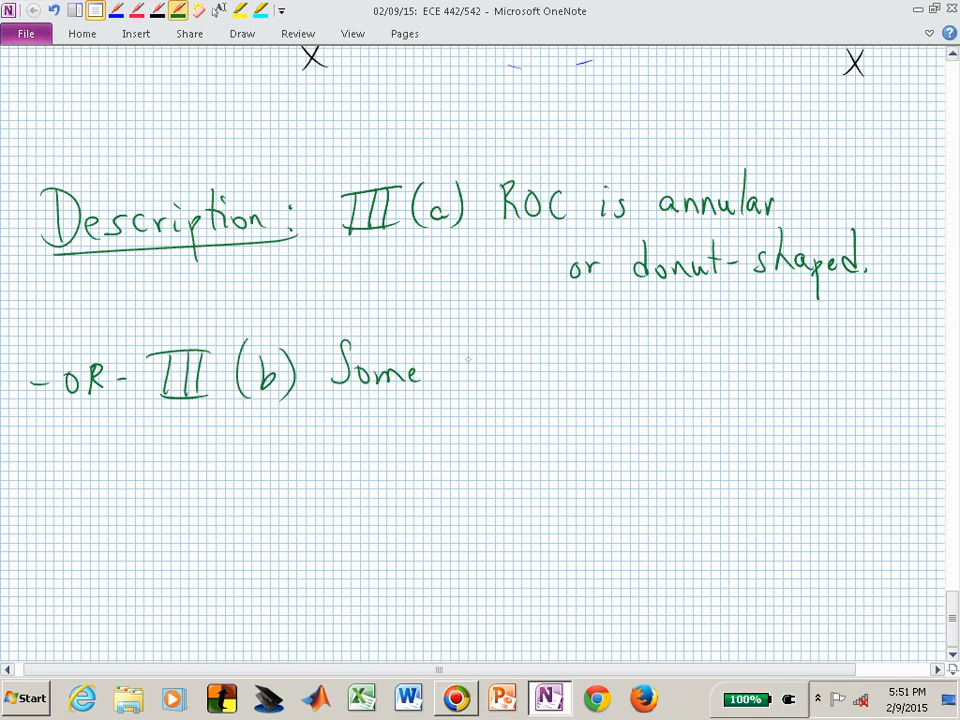 02/09/15: ECE 442/542 - Microsoft OneNote
File Home Insert Share Draw Review View Pages
X X
Description: III (a) ROC is annular
or donut-shaped.
- OR - III (b) Some
Start
100%
5:51 PM
2/9/2015